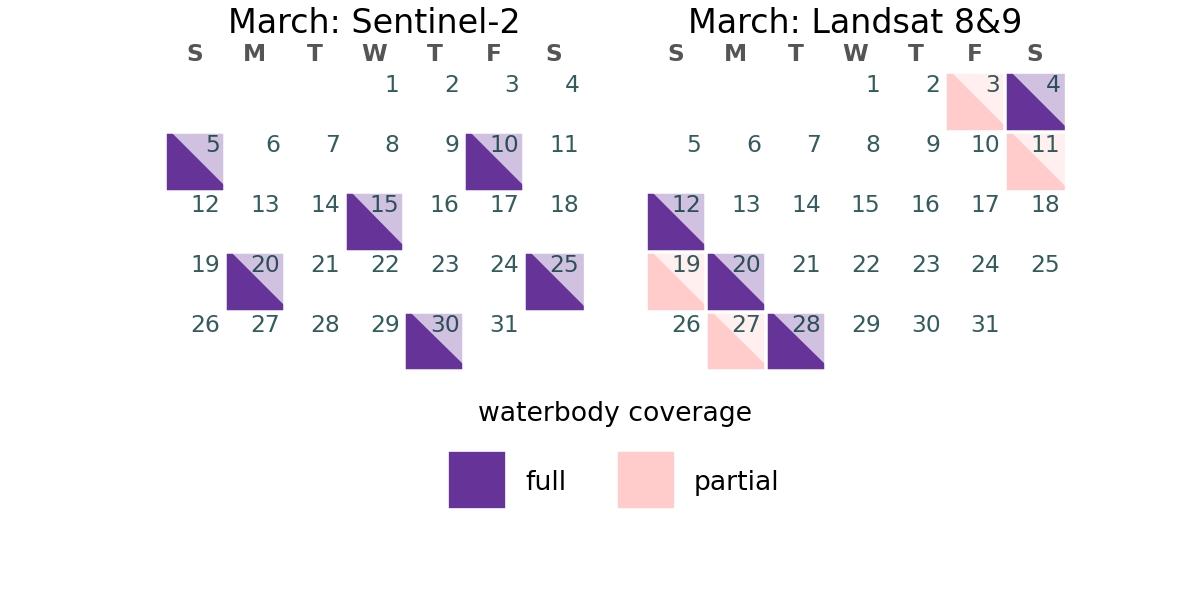 March: Sentinel-2
S M T W T F S
1 2 3 4
5 6 7 8 9 10 11
12 13 14 15 16 17 18
19 20 21 22 23 24 25
26 27 28 29 30 31
March: Landsat 8&9
S M T W T F S
1 2 3 4
5 6 7 8 9 10 11
12 13 14 15 16 17 18
19 20 21 22 23 24 25
26 27 28 29 30 31
waterbody coverage
full
partial